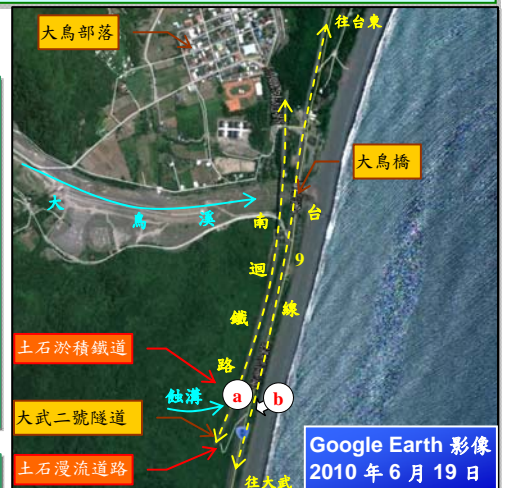 大鳥部落
往台東
大鳥橋
大鳥溪
南迴鐵路
台9線
土石淤積鐵道
蝕溝
a
b
大武二號隧道
土石漫流道路
往大武
Google Earth 影像
2010 年 6 月 19 日